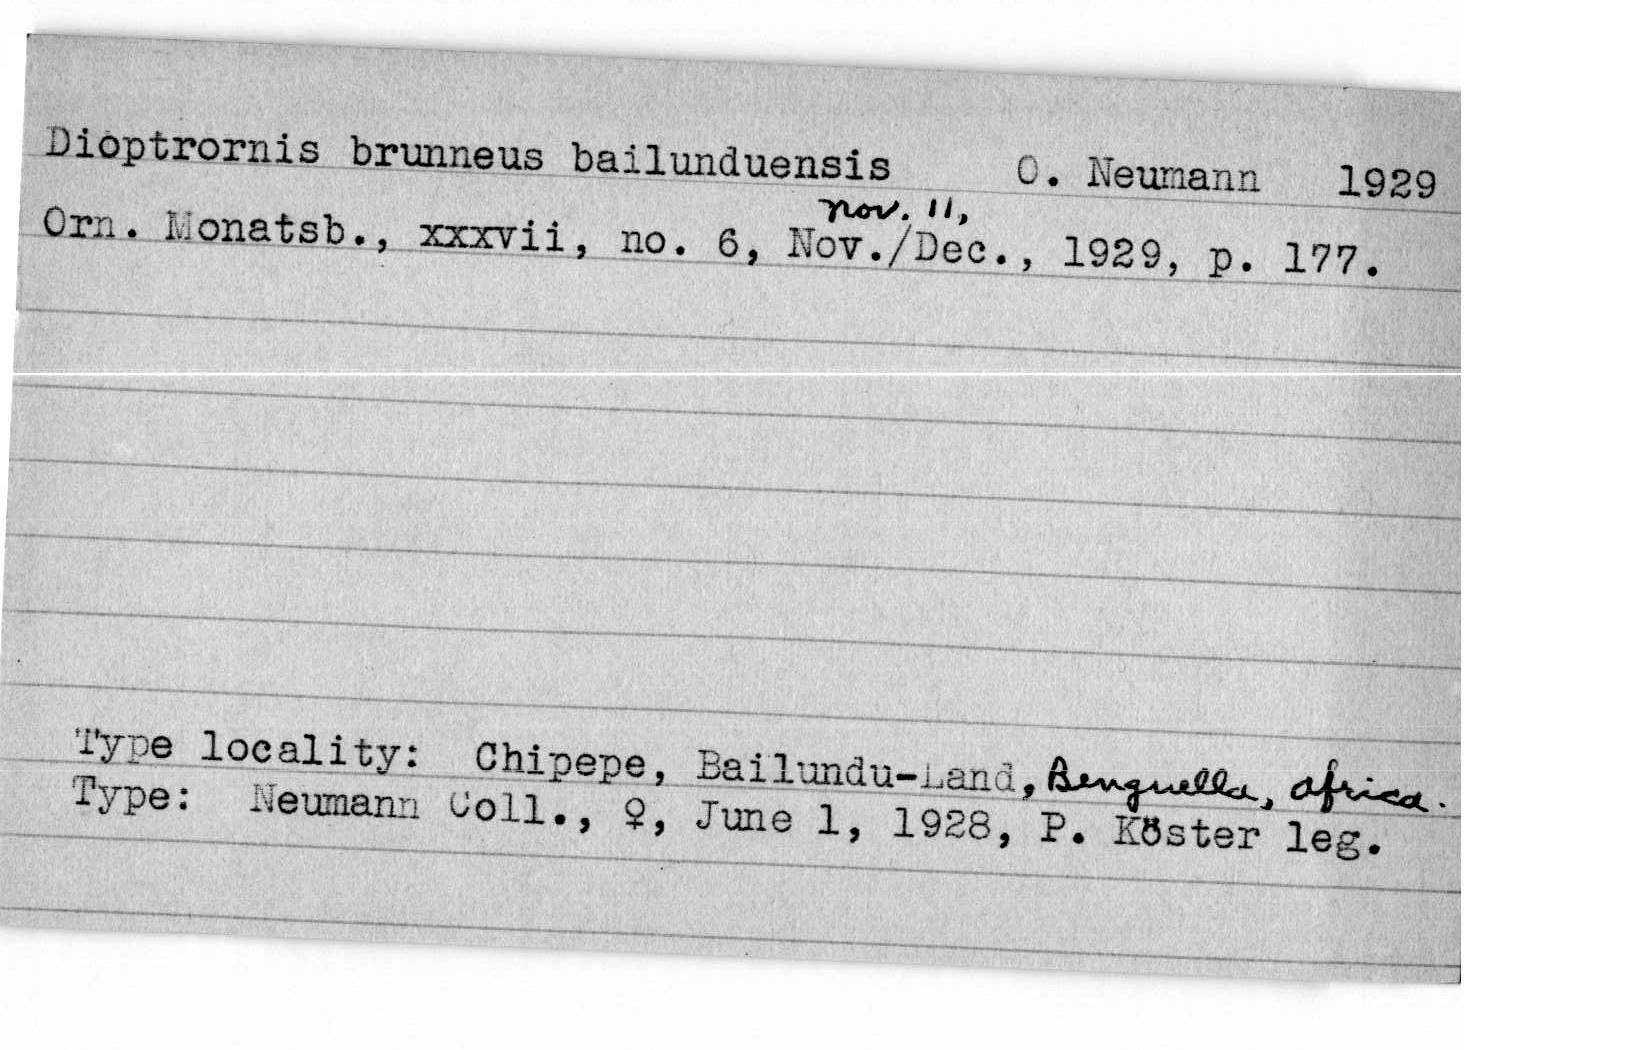 Dioptrornis brunneus bailunduensis O. Neumann 1929
nov. 11,
Orn. Monatsb., xxxvii, no. 6, Nov./Dec., 1929, p. 177.
Type locality: Chipepe, Bailundu-Land, Benguella, Africa.
Type: Neumann Coll., ♀, June 1, 1928, P. Köster leg.